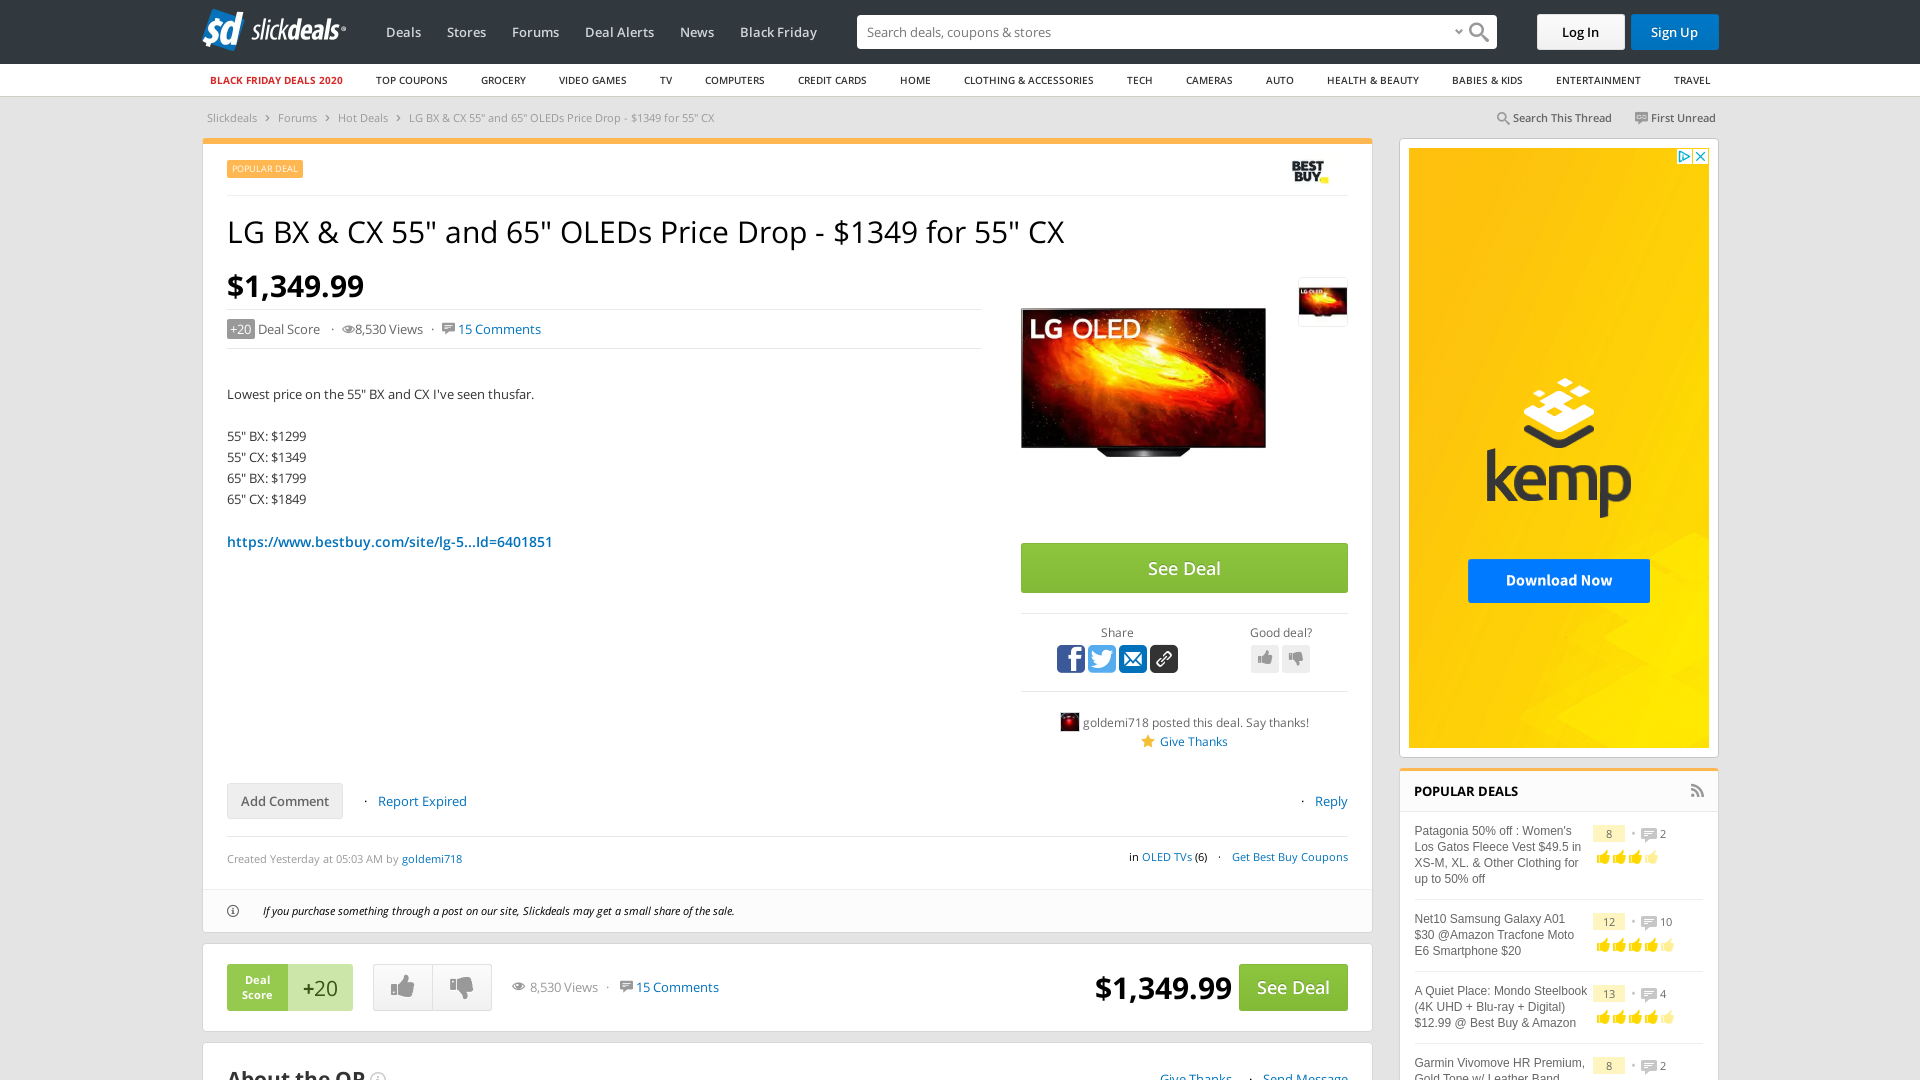 slickdeals
Deals
Stores
Forums
Deal Alerts
News
Black Friday
Search deals, coupons & stores
Log In
Sign Up
BLACK FRIDAY DEALS 2020
TOP COUPONS
GROCERY
VIDEO GAMES
TV
COMPUTERS
CREDIT CARDS
HOME
CLOTHING & ACCESSORIES
TECH
CAMERAS
AUTO
HEALTH & BEAUTY
BABIES & KIDS
ENTERTAINMENT
TRAVEL
Slickdeals > Forums > Hot Deals > LG BX & CX 55" and 65" OLEDs Price Drop - $1349 for 55" CX
Search This Thread
First Unread
POPULAR DEAL
BEST
BUY
LG BX & CX 55" and 65" OLEDs Price Drop - $1349 for 55" CX
$1,349.99
+20 Deal Score · 8,530 Views · 15 Comments
LG OLED
LG OLED
Lowest price on the 55" BX and CX I've seen thusfar.
55" BX: $1299
55" CX: $1349
65" BX: $1799
65" CX: $1849
https://www.bestbuy.com/site/lg-5...Id=6401851
See Deal
Share
Good deal?
goldemi718 posted this deal. Say thanks!
Give Thanks
Add Comment
· Report Expired
· Reply
Created Yesterday at 05:03 AM by goldemi718
in OLED TVs (6) · Get Best Buy Coupons
If you purchase something through a post on our site, Slickdeals may get a small share of the sale.
Deal
Score
+20
8,530 Views · 15 Comments
$1,349.99
See Deal
About the OP
Give Thanks · Send Message
kemp
Download Now
POPULAR DEALS
Patagonia 50% off : Women's
Los Gatos Fleece Vest $49.5 in
XS-M, XL. & Other Clothing for
up to 50% off
8 · 2
Net10 Samsung Galaxy A01
$30 @Amazon Tracfone Moto
E6 Smartphone $20
12 · 10
A Quiet Place: Mondo Steelbook
(4K UHD + Blu-ray + Digital)
$12.99 @ Best Buy & Amazon
13 · 4
Garmin Vivomove HR Premium,
Gold Tone w/ Leather Band
8 · 2